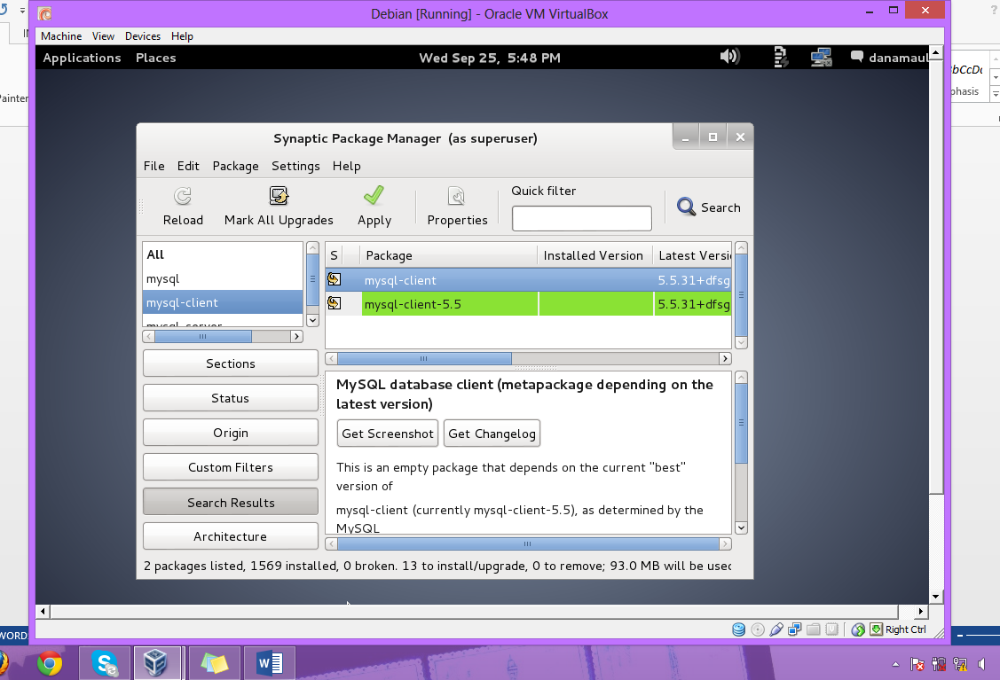 Debian [Running] - Oracle VM VirtualBox
Machine View Devices Help
Applications Places Wed Sep 25, 5:48 PM danamaul
Painter
bCcDc
phasis
Synaptic Package Manager (as superuser)
File Edit Package Settings Help
Reload Mark All Upgrades Apply Properties Quick filter Search
All
mysql
mysql-client
mysql-server
S Package Installed Version Latest Versi
mysql-client 5.5.31+dfsg
mysql-client-5.5 5.5.31+dfsg
Sections
Status
Origin
Custom Filters
Search Results
Architecture
MySQL database client (metapackage depending on the
latest version)
Get Screenshot Get Changelog
This is an empty package that depends on the current "best"
version of
mysql-client (currently mysql-client-5.5), as determined by the
MySQL
2 packages listed, 1569 installed, 0 broken. 13 to install/upgrade, 0 to remove; 93.0 MB will be used
Right Ctrl
WORD